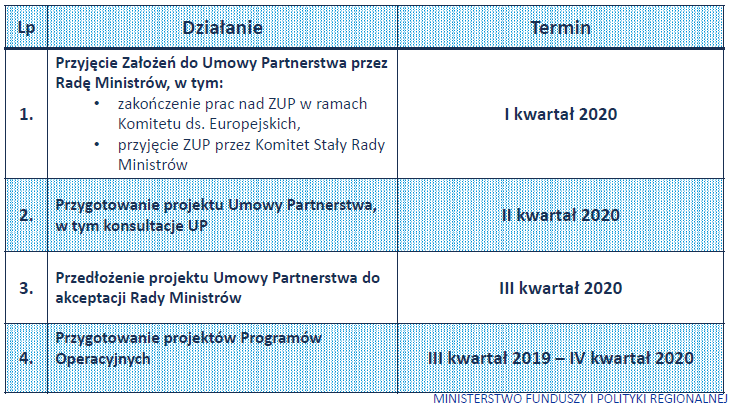 Lp Działanie Termin
Przyjęcie Założeń do Umowy Partnerstwa przez
Radę Ministrów, w tym:
• zakończenie prac nad ZUP w ramach
Komitetu ds. Europejskich,
• przyjęcie ZUP przez Komitet Stały Rady
Ministrów
1. I kwartał 2020
Przygotowanie projektu Umowy Partnerstwa,
w tym konsultacje UP
2. II kwartał 2020
Przedłożenie projektu Umowy Partnerstwa do
akceptacji Rady Ministrów
3. III kwartał 2020
Przygotowanie projektów Programów
Operacyjnych
4. III kwartał 2019 – IV kwartał 2020
MINISTERSTWO FUNDUSZY I POLITYKI REGIONALNEJ